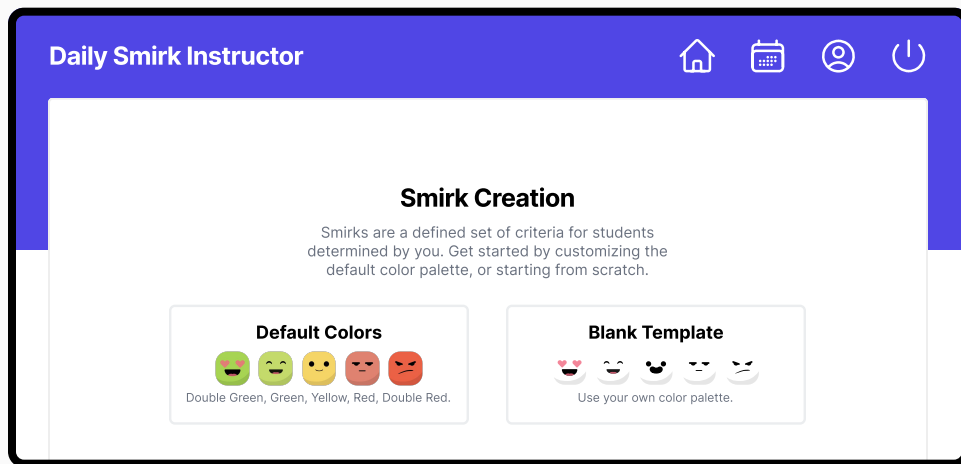 Daily Smirk Instructor
Smirk Creation
Smirks are a defined set of criteria for students
determined by you. Get started by customizing the
default color palette, or starting from scratch.
Default Colors
Double Green, Green, Yellow, Red, Double Red.
Blank Template
Use your own color palette.